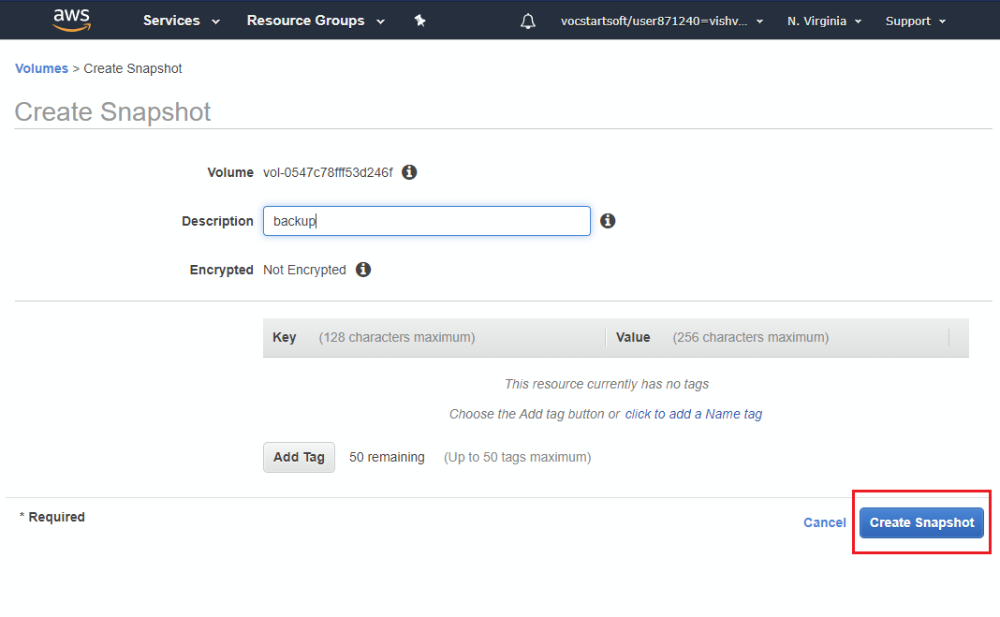 aws Services Resource Groups vocstartsoft/user871240=vishv... N. Virginia Support
Volumes > Create Snapshot
Create Snapshot
Volume vol-0547c78fff53d246f
Description backup
Encrypted Not Encrypted
Key (128 characters maximum) Value (256 characters maximum)
This resource currently has no tags
Choose the Add tag button or click to add a Name tag
Add Tag 50 remaining (Up to 50 tags maximum)
* Required
Cancel Create Snapshot